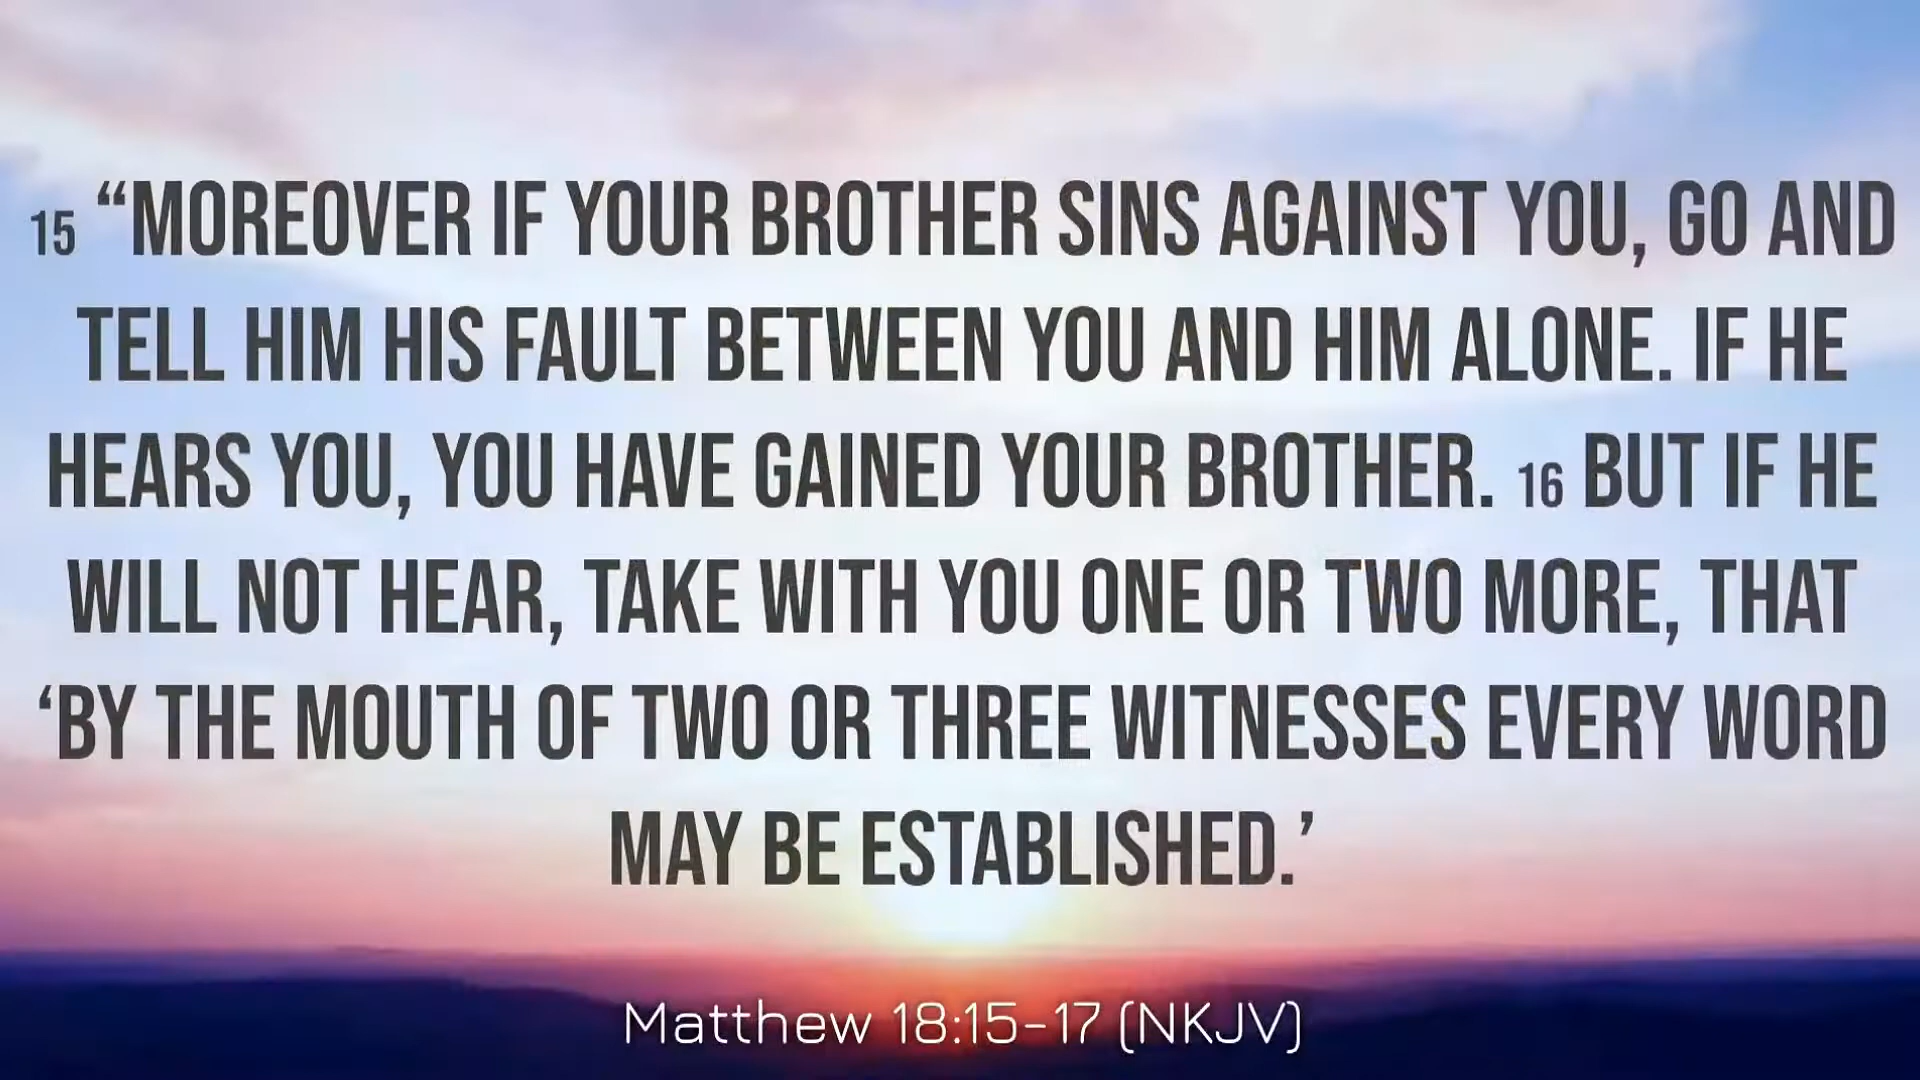 15 “MOREOVER IF YOUR BROTHER SINS AGAINST YOU, GO AND
TELL HIM HIS FAULT BETWEEN YOU AND HIM ALONE. IF HE
HEARS YOU, YOU HAVE GAINED YOUR BROTHER. 16 BUT IF HE
WILL NOT HEAR, TAKE WITH YOU ONE OR TWO MORE, THAT
‘BY THE MOUTH OF TWO OR THREE WITNESSES EVERY WORD
MAY BE ESTABLISHED.’
Matthew 18:15-17 (NKJV)